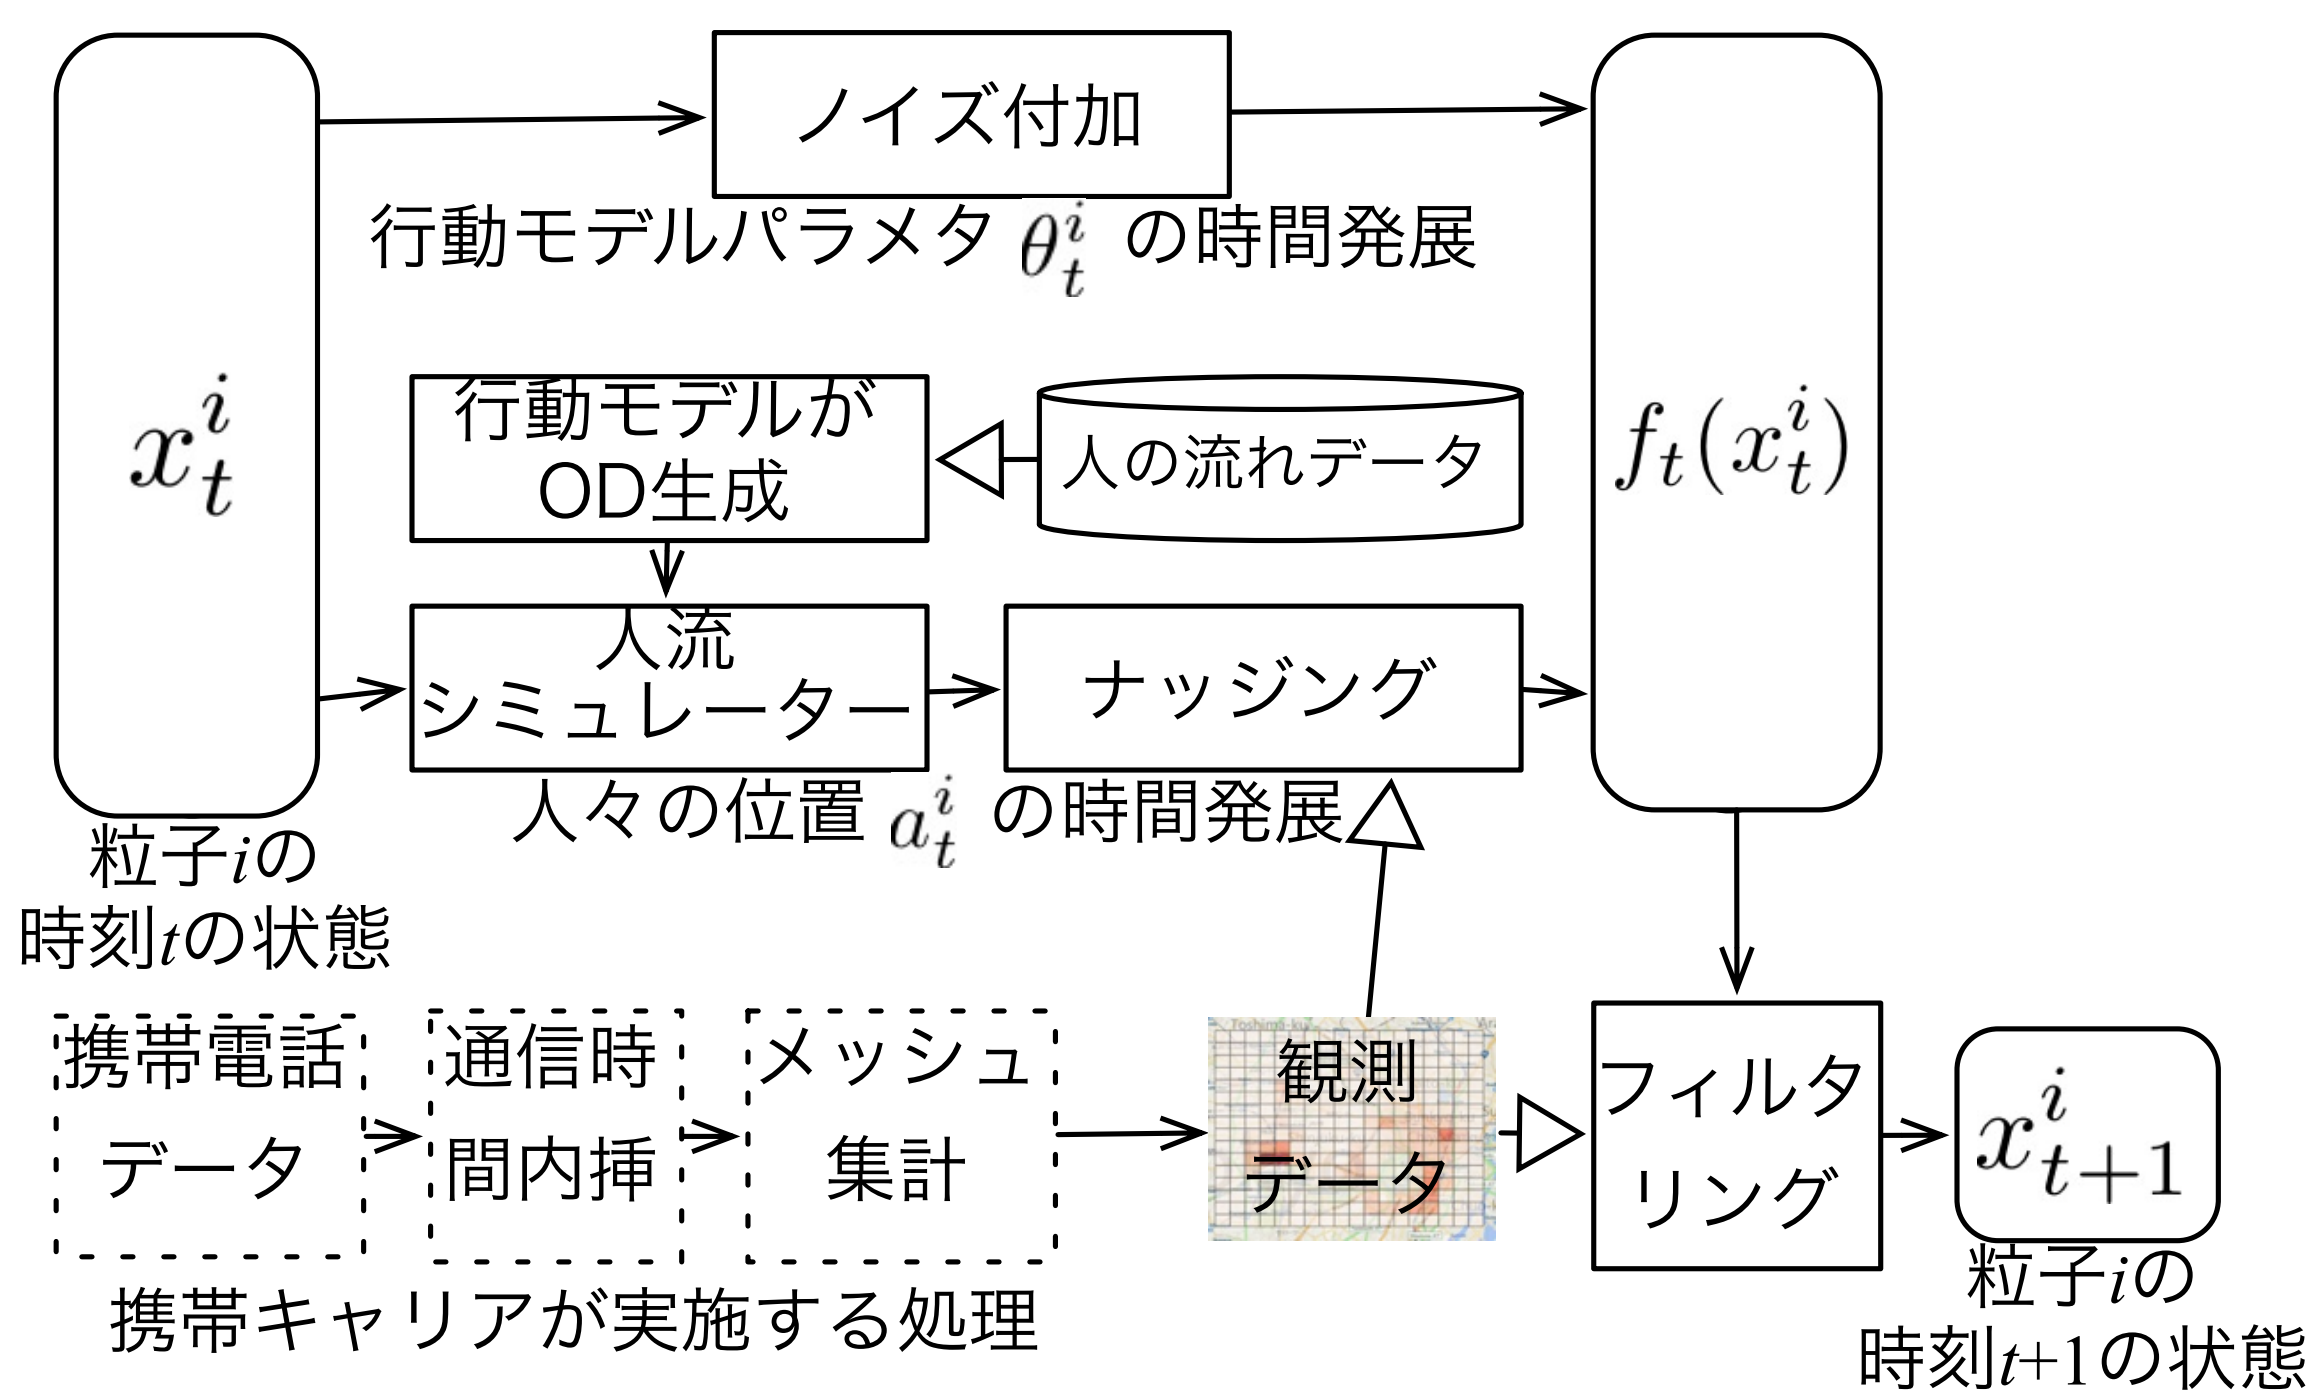 ノイズ付加
行動モデルパラメタ θ_t^i の時間発展
x_t^i
行動モデルが
OD生成
人の流れデータ
f_t(x_t^i)
人流
シミュレーター
ナッジング
人々の位置 a_t^i の時間発展
粒子iの
時刻tの状態
携帯電話
データ
通信時
間内挿
メッシュ
集計
携帯キャリアが実施する処理
Toshima-ku
観測
データ
フィルタ
リング
x_{t+1}^i
粒子iの
時刻t+1の状態